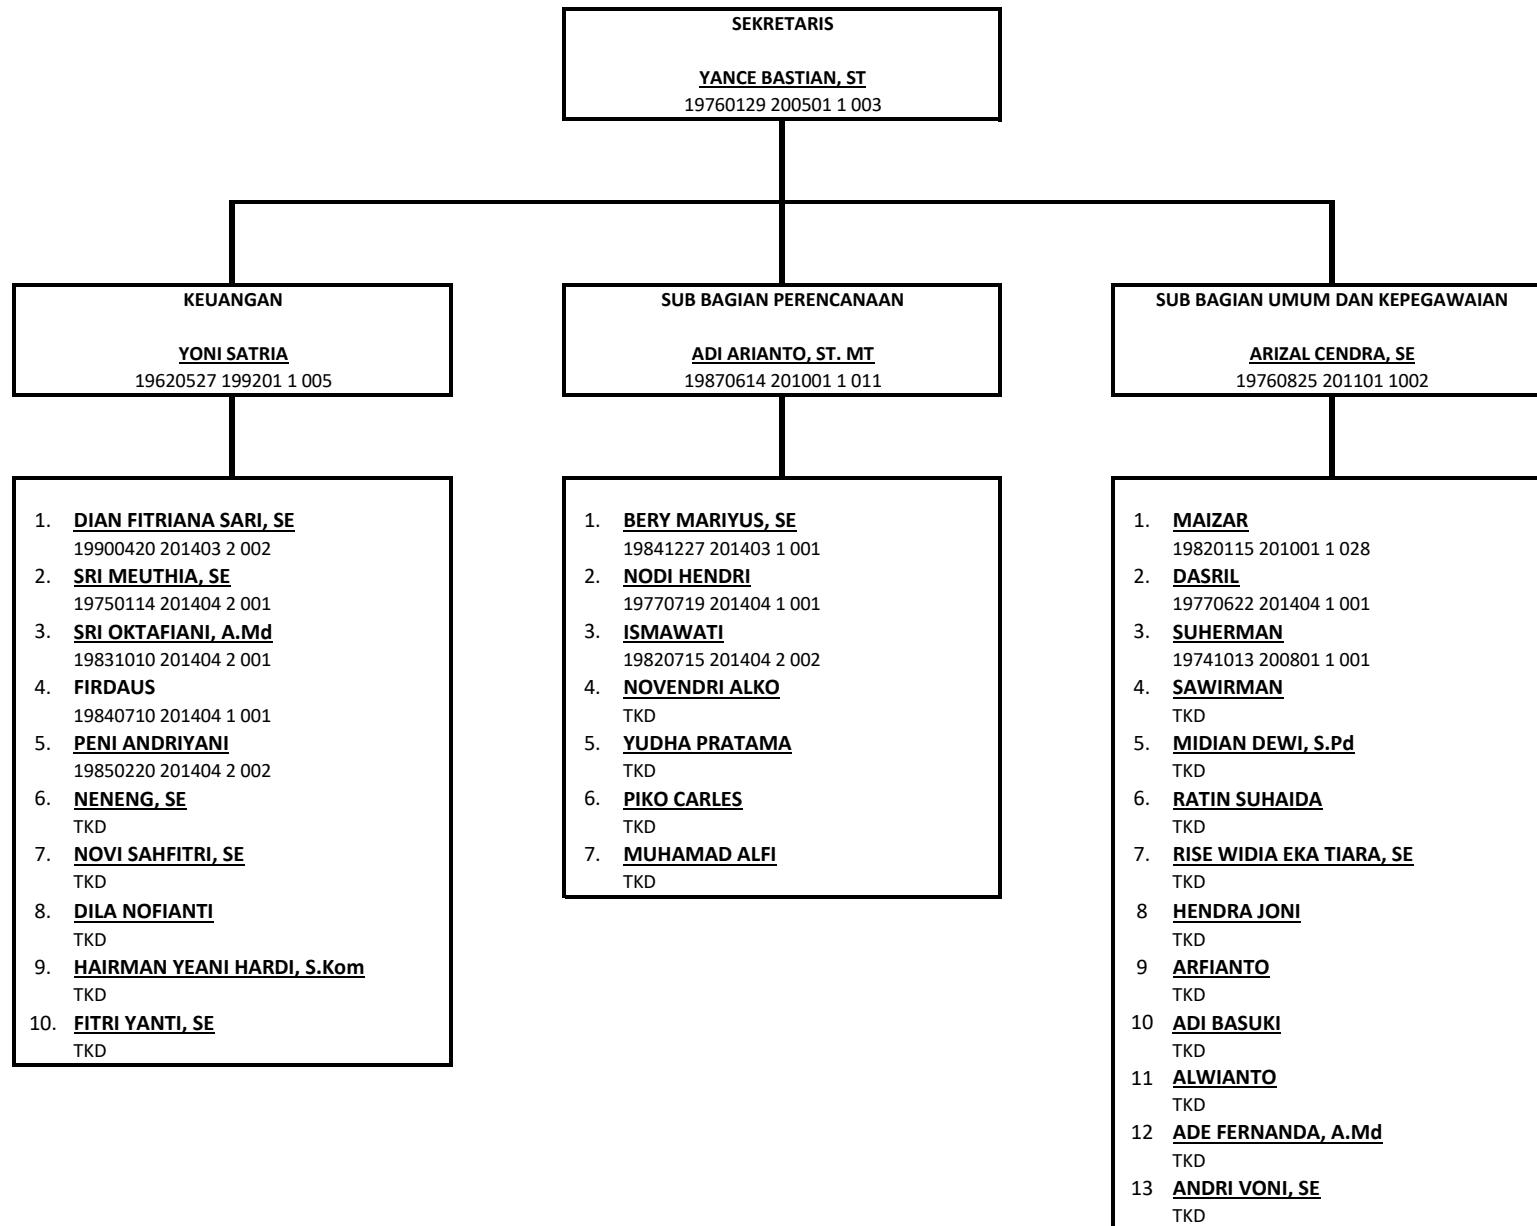 SEKRETARIS
YANCE BASTIAN, ST
19760129 200501 1 003
KEUANGAN
YONI SATRIA
19620527 199201 1 005
SUB BAGIAN PERENCANAAN
ADI ARIANTO, ST. MT
19870614 201001 1 011
SUB BAGIAN UMUM DAN KEPEGAWAIAN
ARIZAL CENDRA, SE
19760825 201101 1002
1. DIAN FITRIANA SARI, SE
19900420 201403 2 002
2. SRI MEUTHIA, SE
19750114 201404 2 001
3. SRI OKTAFIANI, A.Md
19831010 201404 2 001
4. FIRDAUS
19840710 201404 1 001
5. PENI ANDRIYANI
19850220 201404 2 002
6. NENENG, SE
TKD
7. NOVI SAHFITRI, SE
TKD
8. DILA NOFIANTI
TKD
9. HAIRMAN YEANI HARDI, S.Kom
TKD
10. FITRI YANTI, SE
TKD
1. BERY MARIYUS, SE
19841227 201403 1 001
2. NODI HENDRI
19770719 201404 1 001
3. ISMAWATI
19820715 201404 2 002
4. NOVENDRI ALKO
TKD
5. YUDHA PRATAMA
TKD
6. PIKO CARLES
TKD
7. MUHAMAD ALFI
TKD
1. MAIZAR
19820115 201001 1 028
2. DASRIL
19770622 201404 1 001
3. SUHERMAN
19741013 200801 1 001
4. SAWIRMAN
TKD
5. MIDIAN DEWI, S.Pd
TKD
6. RATIN SUHAIDA
TKD
7. RISE WIDIA EKA TIARA, SE
TKD
8 HENDRA JONI
TKD
9 ARFIANTO
TKD
10 ADI BASUKI
TKD
11 ALWIANTO
TKD
12 ADE FERNANDA, A.Md
TKD
13 ANDRI VONI, SE
TKD